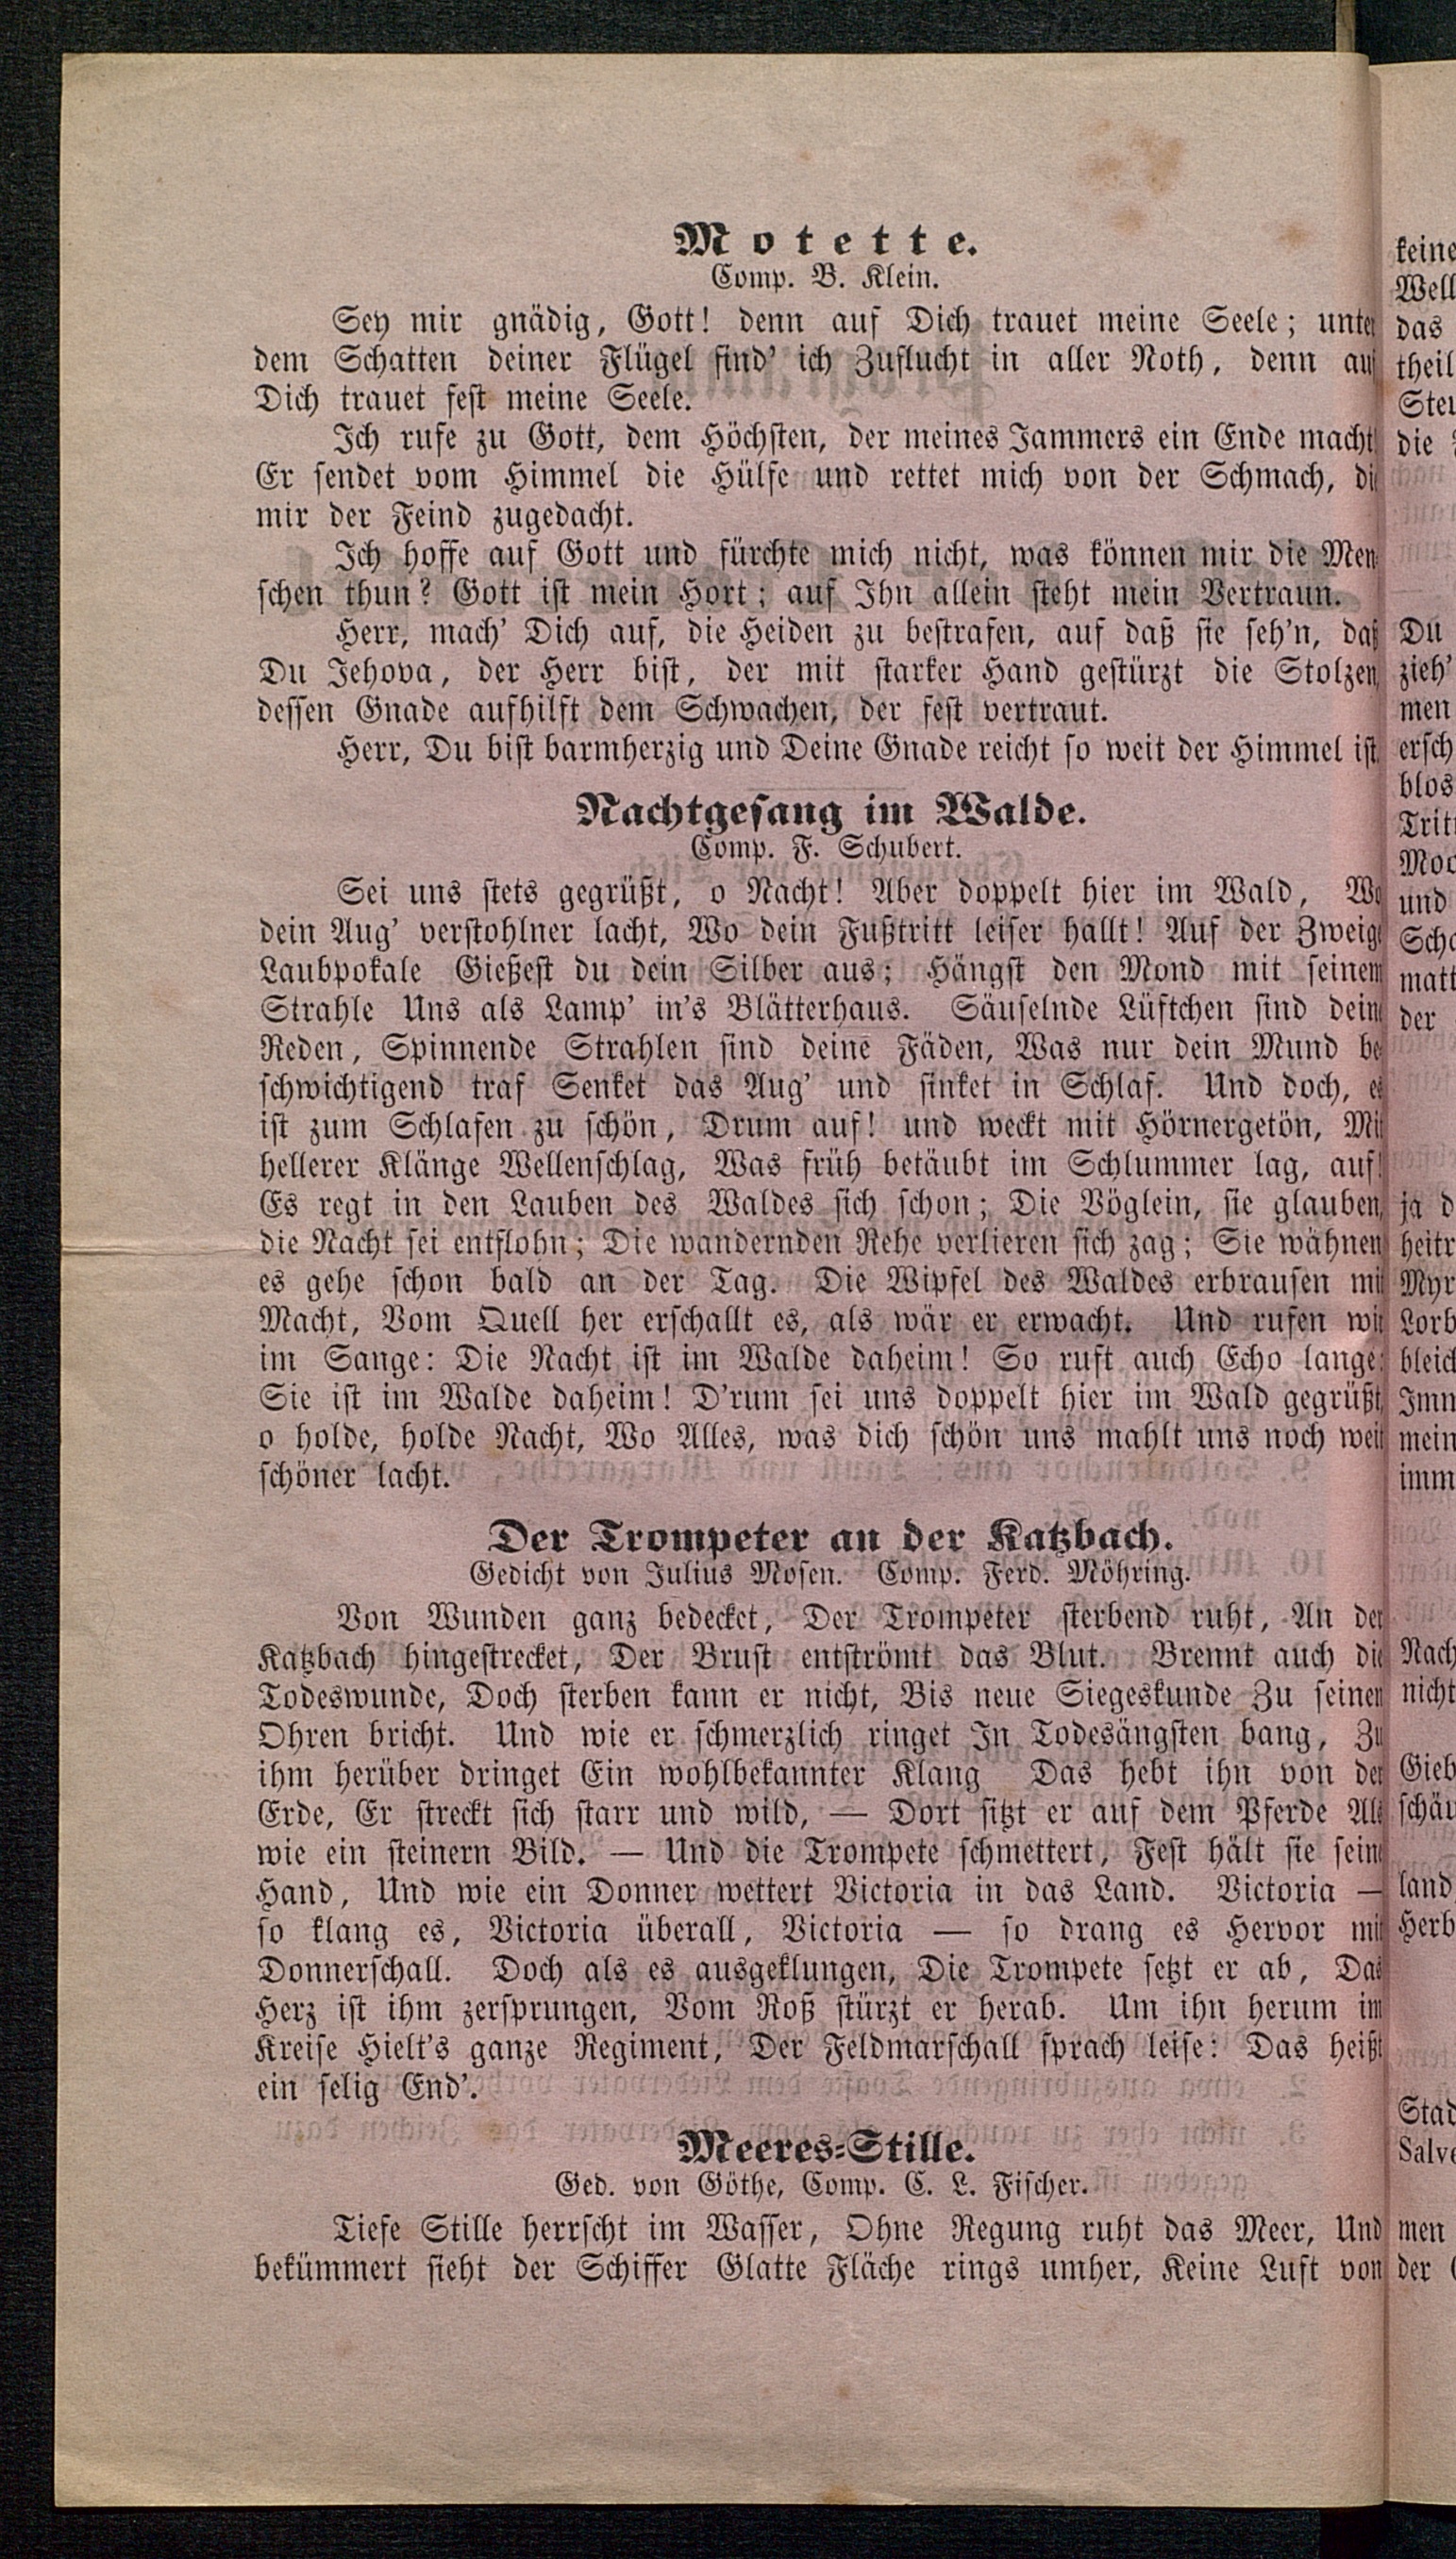 Motette.
Comp. B. Klein.
Sey mir gnädig, Gott! denn auf Dich trauet meine Seele; unter
dem Schatten deiner Flügel find' ich Zuflucht in aller Noth, denn auf
Dich trauet fest meine Seele.
Ich rufe zu Gott, dem Höchsten, der meines Jammers ein Ende macht
Er sendet vom Himmel die Hülfe und rettet mich von der Schmach, die
mir der Feind zugedacht.
Ich hoffe auf Gott und fürchte mich nicht, was können mir die Men-
schen thun? Gott ist mein Hort; auf Ihn allein steht mein Vertraun.
Herr, mach' Dich auf, die Heiden zu bestrafen, auf daß sie seh'n, daß
Du Jehova, der Herr bist, der mit starker Hand gestürzt die Stolzen,
dessen Gnade aufhilft dem Schwachen, der fest vertraut.
Herr, Du bist barmherzig und Deine Gnade reicht so weit der Himmel ist.
Nachtgesang im Walde.
Comp. F. Schubert.
Sei uns stets gegrüßt, o Nacht! Aber doppelt hier im Wald, Wo
dein Aug' verstohlner lacht, Wo dein Fußtritt leiser hallt! Auf der Zweige
Laubpokale Gießest du dein Silber aus; Hängst den Mond mit seinem
Strahle Uns als Lamp' in's Blätterhaus. Säuselnde Lüftchen sind deine
Reden, Spinnende Strahlen sind deine Fäden, Was nur dein Mund be-
schwichtigend traf Senket das Aug' und sinket in Schlaf. Und doch, es
ist zum Schlafen zu schön, Drum auf! und weckt mit Hörnergetön, Mit
hellerer Klänge Wellenschlag, Was früh betäubt im Schlummer lag, auf!
Es regt in den Lauben des Waldes sich schon; Die Vöglein, sie glauben,
die Nacht sei entflohn; Die wandernden Rehe verlieren sich zag; Sie wähnen
es gehe schon bald an der Tag. Die Wipfel des Waldes erbrausen mit
Macht, Vom Quell her erschallt es, als wär er erwacht. Und rufen wir
im Sange: Die Nacht ist im Walde daheim! So ruft auch Echo lange:
Sie ist im Walde daheim! D'rum sei uns doppelt hier im Wald gegrüßt,
o holde, holde Nacht, Wo Alles, was dich schön uns mahlt uns noch weit
schöner lacht.
Der Trompeter an der Katzbach.
Gedicht von Julius Mosen. Comp. Ferd. Möhring.
Von Wunden ganz bedecket, Der Trompeter sterbend ruht, An der
Katzbach hingestrecket, Der Brust entströmt das Blut. Brennt auch die
Todeswunde, Doch sterben kann er nicht, Bis neue Siegeskunde Zu seinen
Ohren bricht. Und wie er schmerzlich ringet In Todesängsten bang, Zu
ihm herüber dringet Ein wohlbekannter Klang Das hebt ihn von der
Erde, Er streckt sich starr und wild, — Dort sitzt er auf dem Pferde Als
wie ein steinern Bild. — Und die Trompete schmettert, Fest hält sie seine
Hand, Und wie ein Donner wettert Victoria in das Land. Victoria —
so klang es, Victoria überall, Victoria — so drang es Hervor mit
Donnerschall. Doch als es ausgeklungen, Die Trompete setzt er ab, Das
Herz ist ihm zersprungen, Vom Roß stürzt er herab. Um ihn herum im
Kreise Hielt's ganze Regiment, Der Feldmarschall sprach leise: Das heißt
ein selig End'.
Meeres-Stille.
Ged. von Göthe, Comp. C. L. Fischer.
Tiefe Stille herrscht im Wasser, Ohne Regung ruht das Meer, Und
bekümmert sieht der Schiffer Glatte Fläche rings umher, Keine Luft von